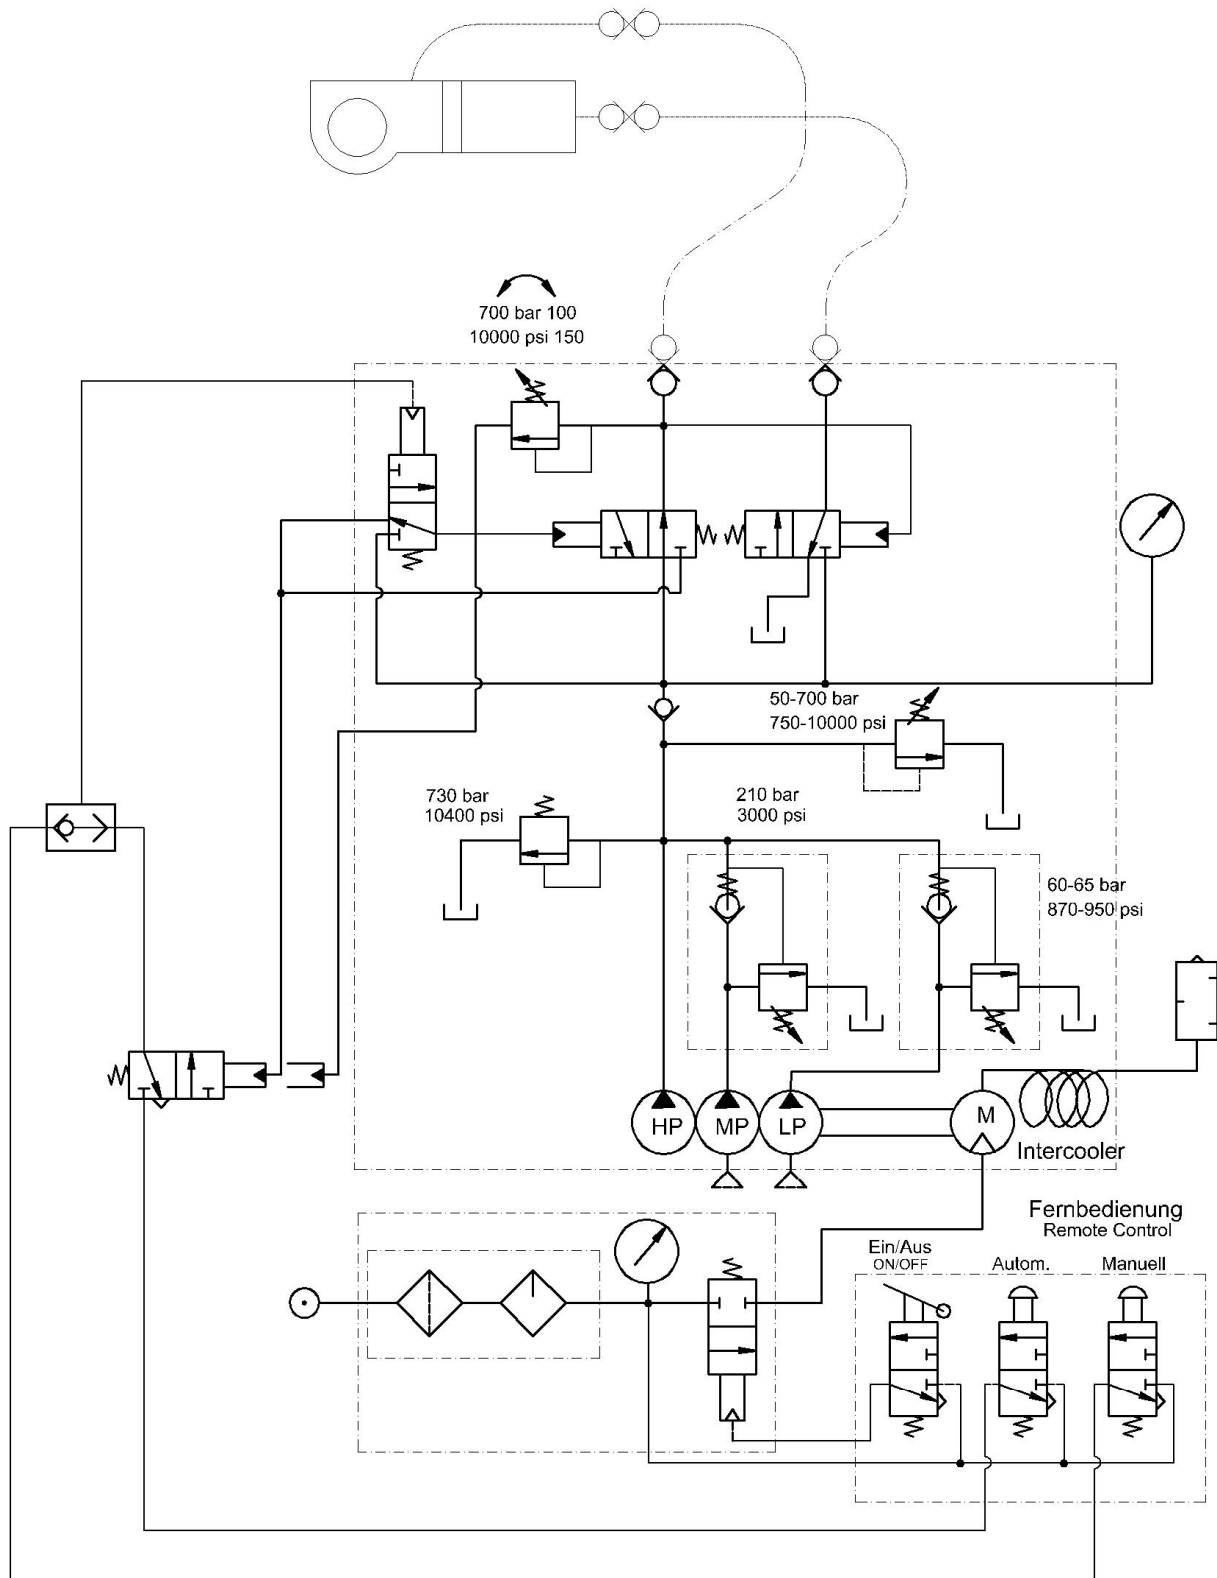 700 bar 100
10000 psi 150
50-700 bar
750-10000 psi
730 bar
10400 psi
210 bar
3000 psi
60-65 bar
870-950 psi
HP
MP
LP
M
Intercooler
Fernbedienung
Remote Control
Ein/Aus
ON/OFF
Autom.
Manuell